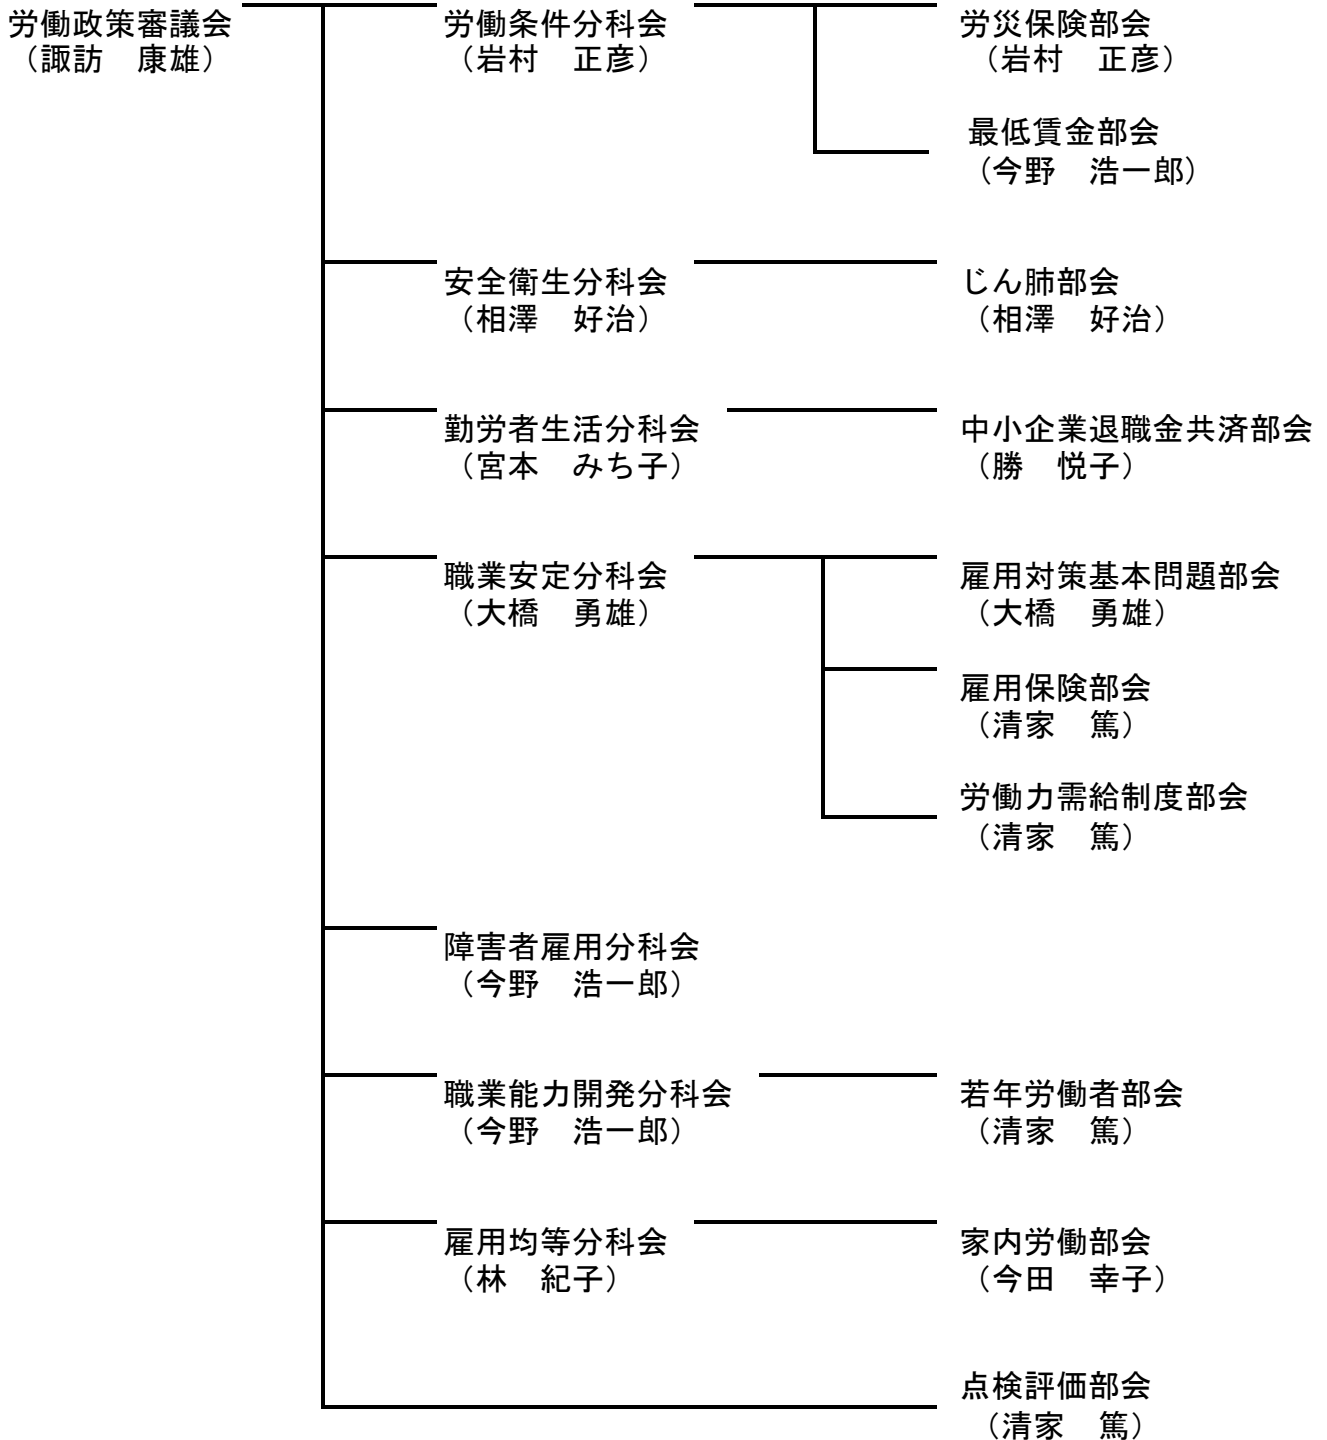 労働政策審議会
（諏訪　康雄）
労働条件分科会
（岩村　正彦）
労災保険部会
（岩村　正彦）
最低賃金部会
（今野　浩一郎）
安全衛生分科会
（相澤　好治）
じん肺部会
（相澤　好治）
勤労者生活分科会
（宮本　みち子）
中小企業退職金共済部会
（勝　悦子）
職業安定分科会
（大橋　勇雄）
雇用対策基本問題部会
（大橋　勇雄）
雇用保険部会
（清家　篤）
労働力需給制度部会
（清家　篤）
障害者雇用分科会
（今野　浩一郎）
職業能力開発分科会
（今野　浩一郎）
若年労働者部会
（清家　篤）
雇用均等分科会
（林　紀子）
家内労働部会
（今田　幸子）
点検評価部会
（清家　篤）